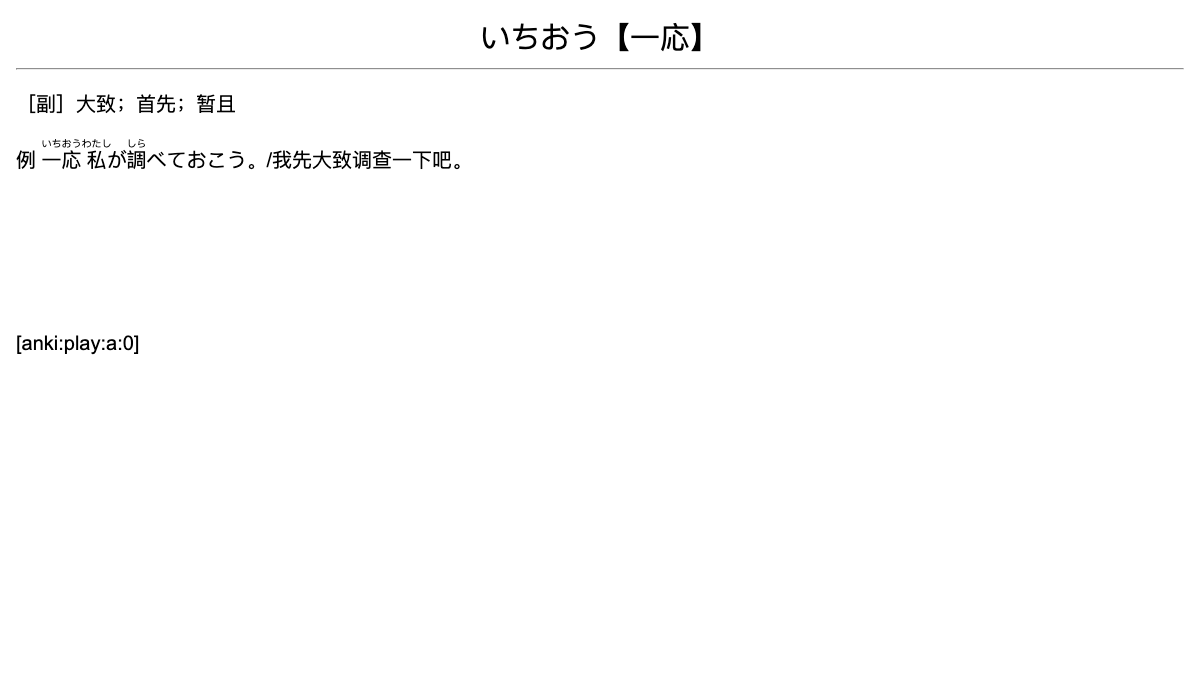 いちおう【一応】
［副］大致；首先；暂且
いちおうわたし しら
例 一応 私が調べておこう。/我先大致调查一下吧。
[anki:play:a:0]